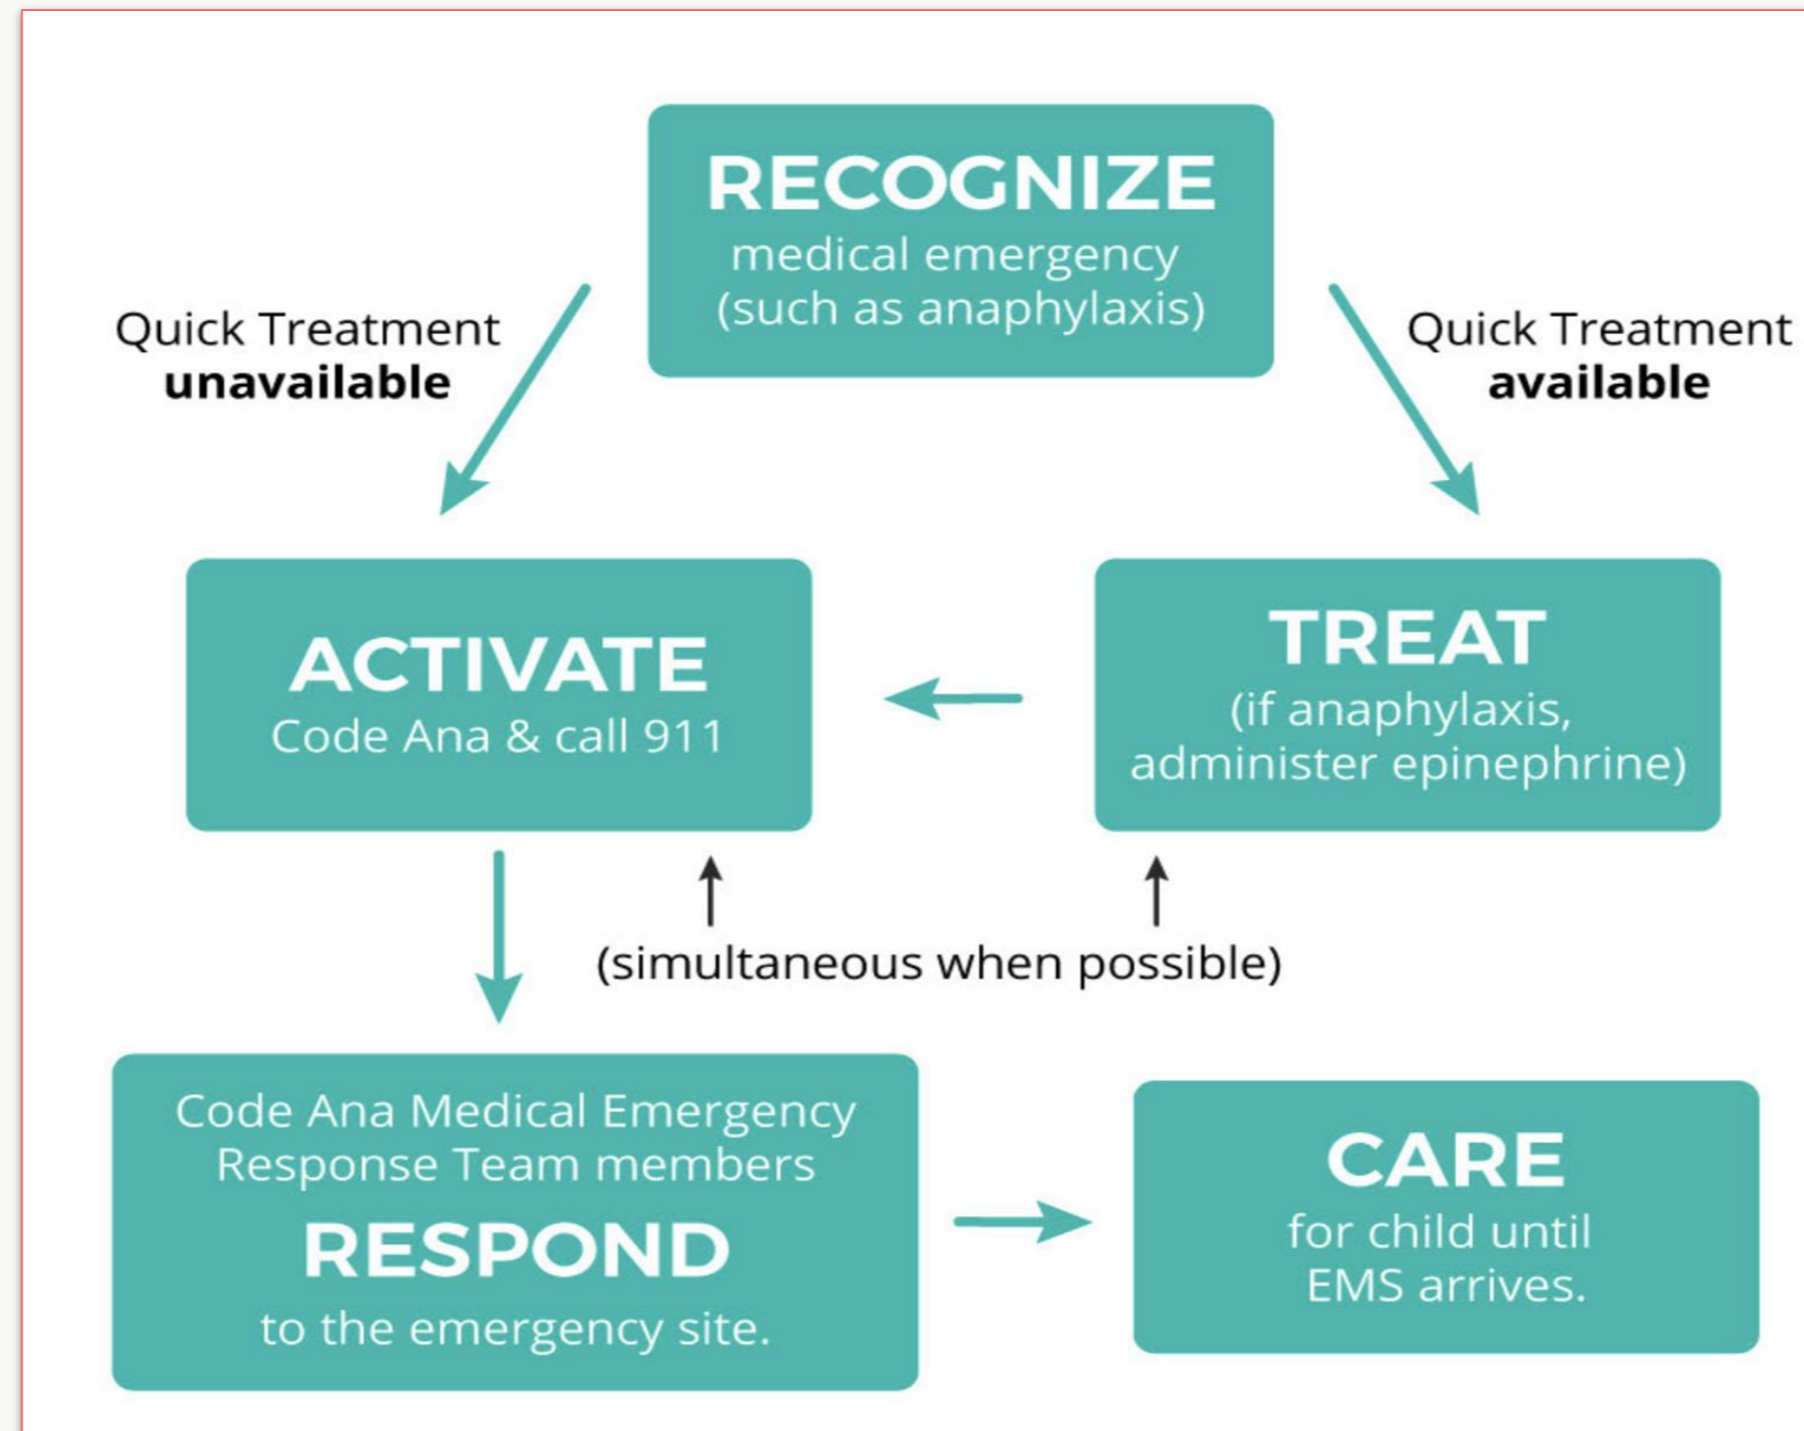 RECOGNIZE
medical emergency
(such as anaphylaxis)
Quick Treatment
unavailable
Quick Treatment
available
ACTIVATE
Code Ana & call 911
TREAT
(if anaphylaxis,
administer epinephrine)
(simultaneous when possible)
Code Ana Medical Emergency
Response Team members
RESPOND
to the emergency site.
CARE
for child until
EMS arrives.